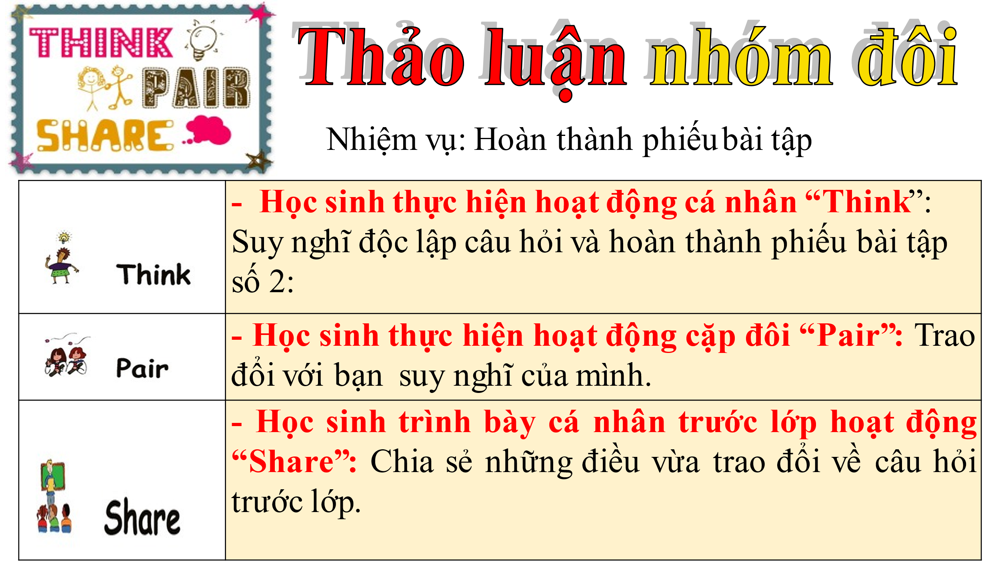 THINK
PAIR
SHARE
Thảo luận nhóm đôi
Nhiệm vụ: Hoàn thành phiếu bài tập
Think
- Học sinh thực hiện hoạt động cá nhân “Think”:
Suy nghĩ độc lập câu hỏi và hoàn thành phiếu bài tập
số 2:
Pair
- Học sinh thực hiện hoạt động cặp đôi “Pair”: Trao
đổi với bạn suy nghĩ của mình.
Share
- Học sinh trình bày cá nhân trước lớp hoạt động
“Share”: Chia sẻ những điều vừa trao đổi về câu hỏi
trước lớp.